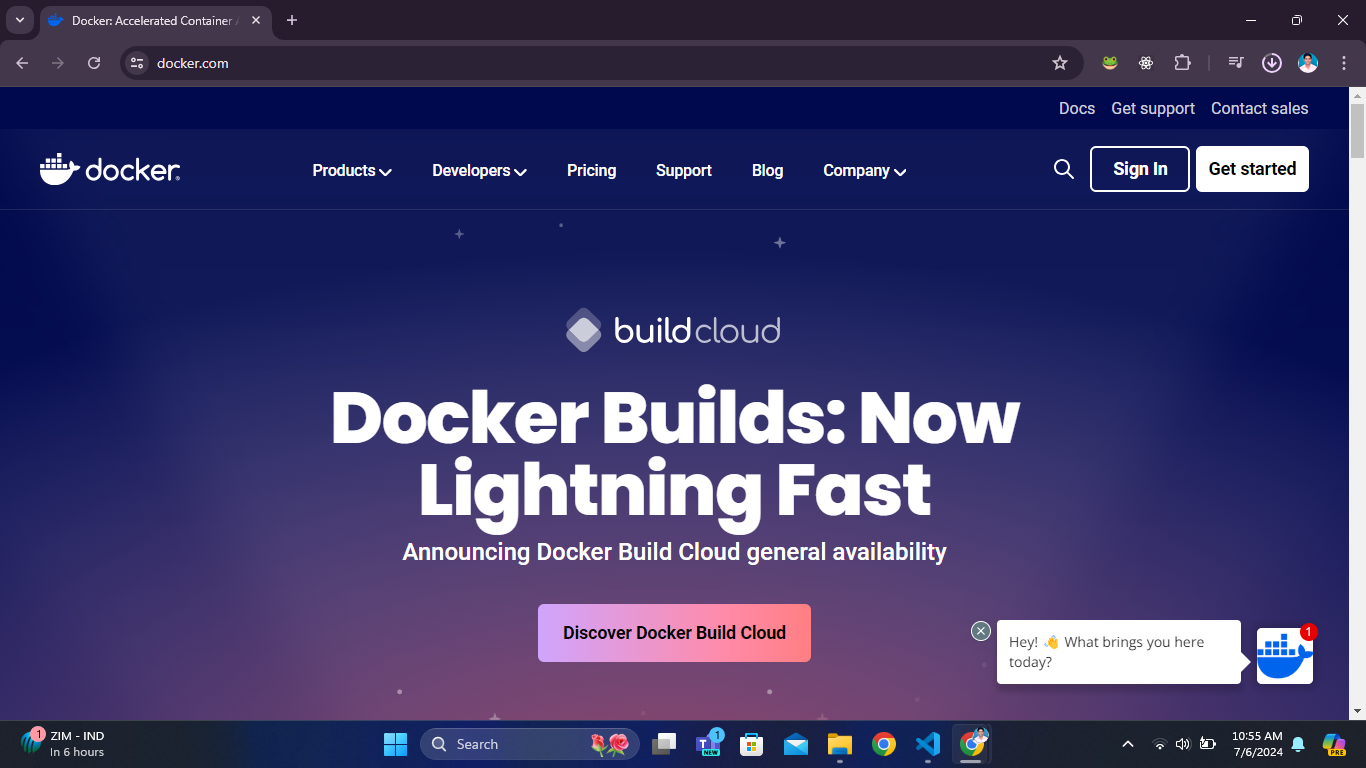 Docker: Accelerated Container
docker.com
Docs Get support Contact sales
docker
Products Developers Pricing Support Blog Company Sign In Get started
build cloud
Docker Builds: Now
Lightning Fast
Announcing Docker Build Cloud general availability
Discover Docker Build Cloud
Hey! 👋 What brings you here
today?
1
1
ZIM - IND
In 6 hours
Search
1
NEW
10:55 AM
7/6/2024
PRE